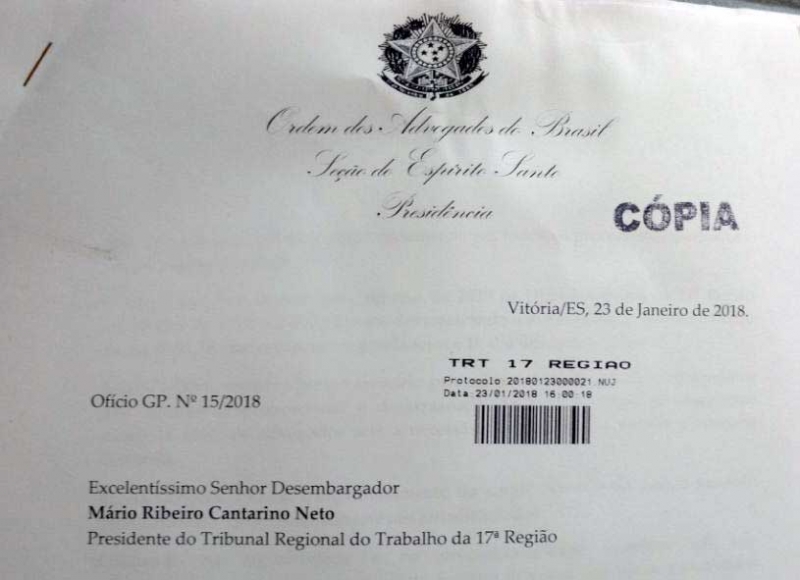 Ordem dos Advogados do Brasil
Seção do Espírito Santo
Presidência
CÓPIA
Vitória/ES, 23 de Janeiro de 2018.
TRT 17 REGIAO
Protocolo 20180123000021.NUJ
Data 23/01/2018 16:00:18
Ofício GP. Nº 15/2018
Excelentíssimo Senhor Desembargador
Mário Ribeiro Cantarino Neto
Presidente do Tribunal Regional do Trabalho da 17ª Região